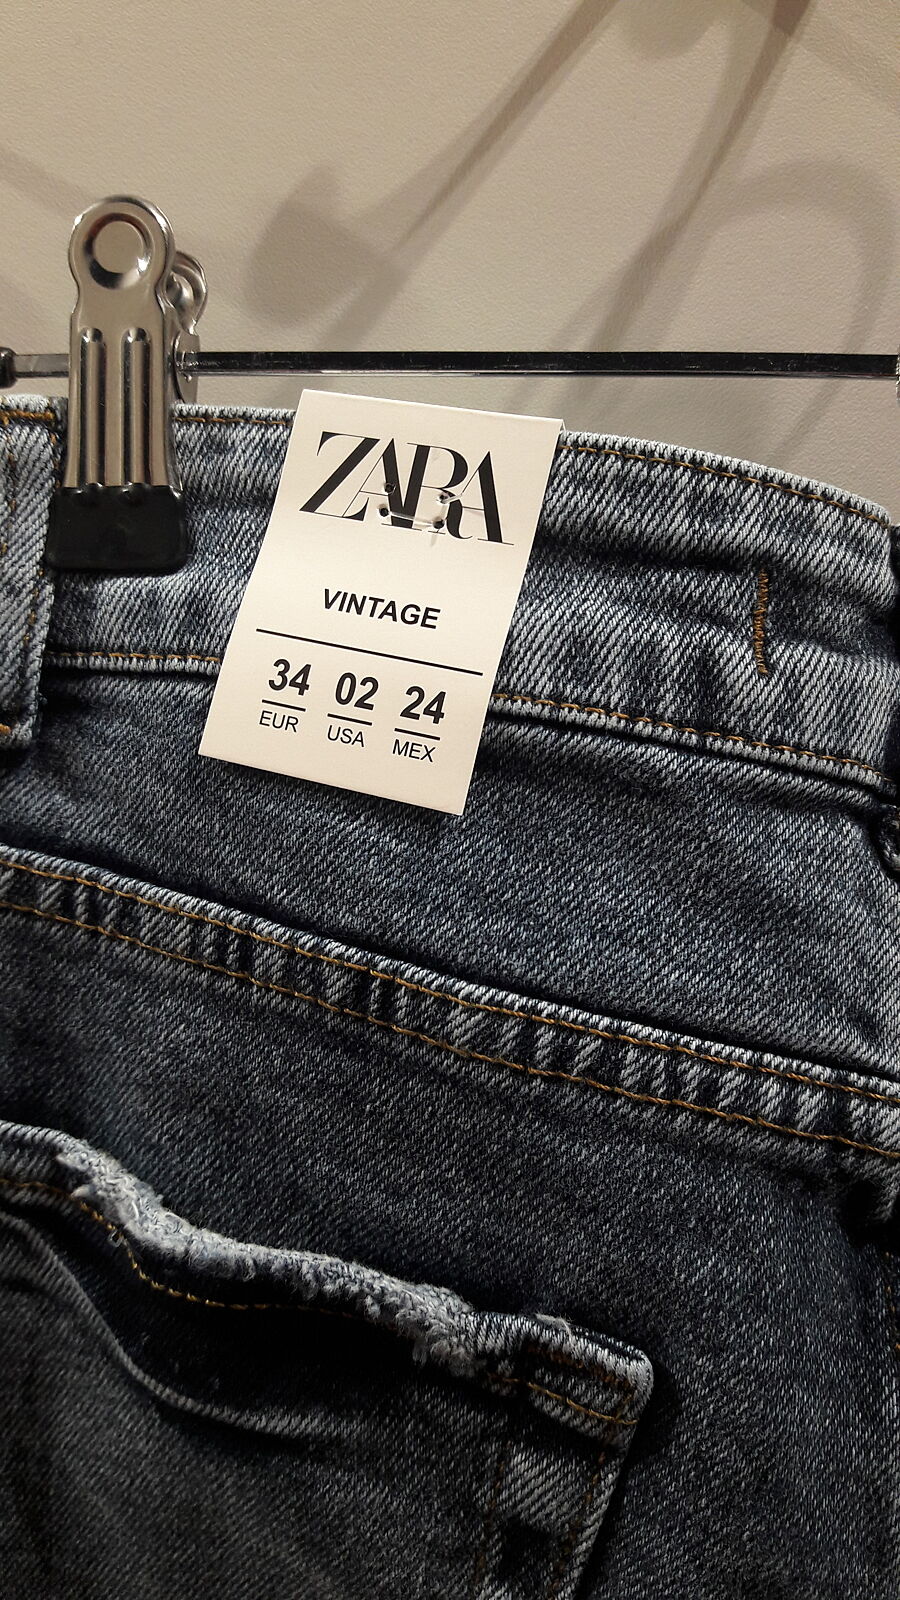 ZARA
VINTAGE
34 02 24
EUR USA MEX